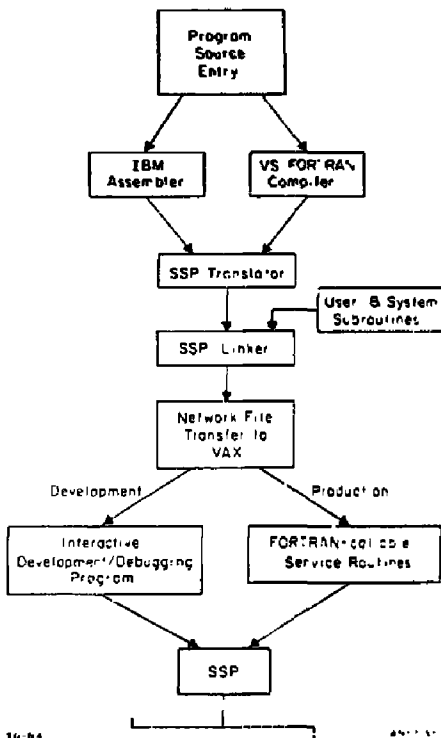 Program
Source
Entry
IBM
Assembler
VS FORTRAN
Compiler
SSP Translator
User & System
Subroutines
SSP Linker
Network File
Transfer to
VAX
Development
Production
Interactive
Development/Debugging
Program
FORTRAN-callable
Service Routines
SSP